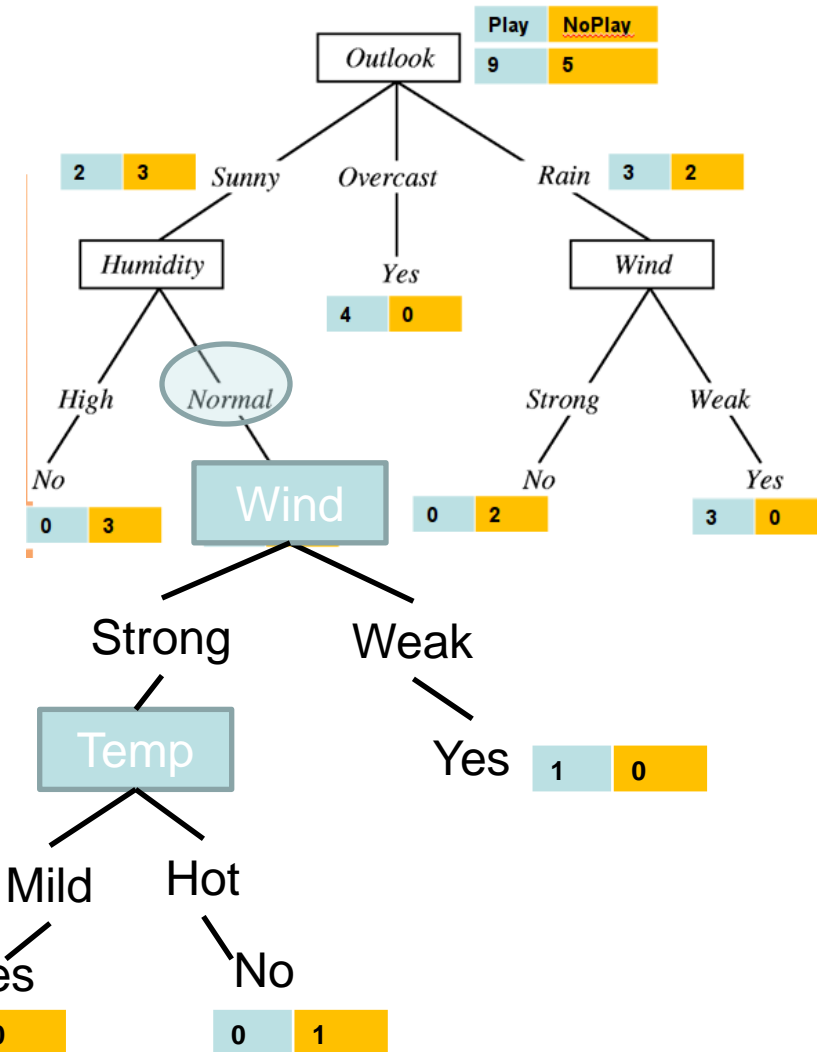 Play NoPlay
Outlook
9 5
2 3
Sunny
Overcast
Rain
3 2
Humidity
Yes
Wind
4 0
High
Normal
Strong
Weak
No
Wind
No
Yes
0 3
0 2
3 0
Strong
Weak
Temp
Yes
1 0
Mild
Hot
es
No
0
0 1